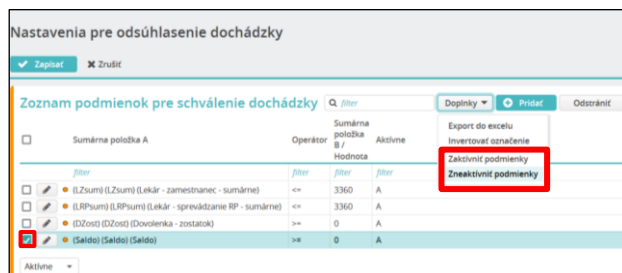 Nastavenia pre odsúhlasenie dochádzky
Zapísať Zrušiť
Zoznam podmienok pre schválenie dochádzky filter Doplnky Pridať Odstrániť
Export do excelu
Invertovať označenie
Zaktívniť podmienky
Zneaktívniť podmienky
Sumárna položka A Operátor Sumárna položka B / Hodnota Aktívne
filter filter filter filter
(LZsum) (LZsum) (Lekár - zamestnanec - sumárne) <= 3360 A
(LRPsum) (LRPsum) (Lekár - sprevádzanie RP - sumárne) <= 3360 A
(DZost) (DZost) (Dovolenka - zostatok) >= 0 A
(Saldo) (Saldo) (Saldo) >= 0 A
Aktívne